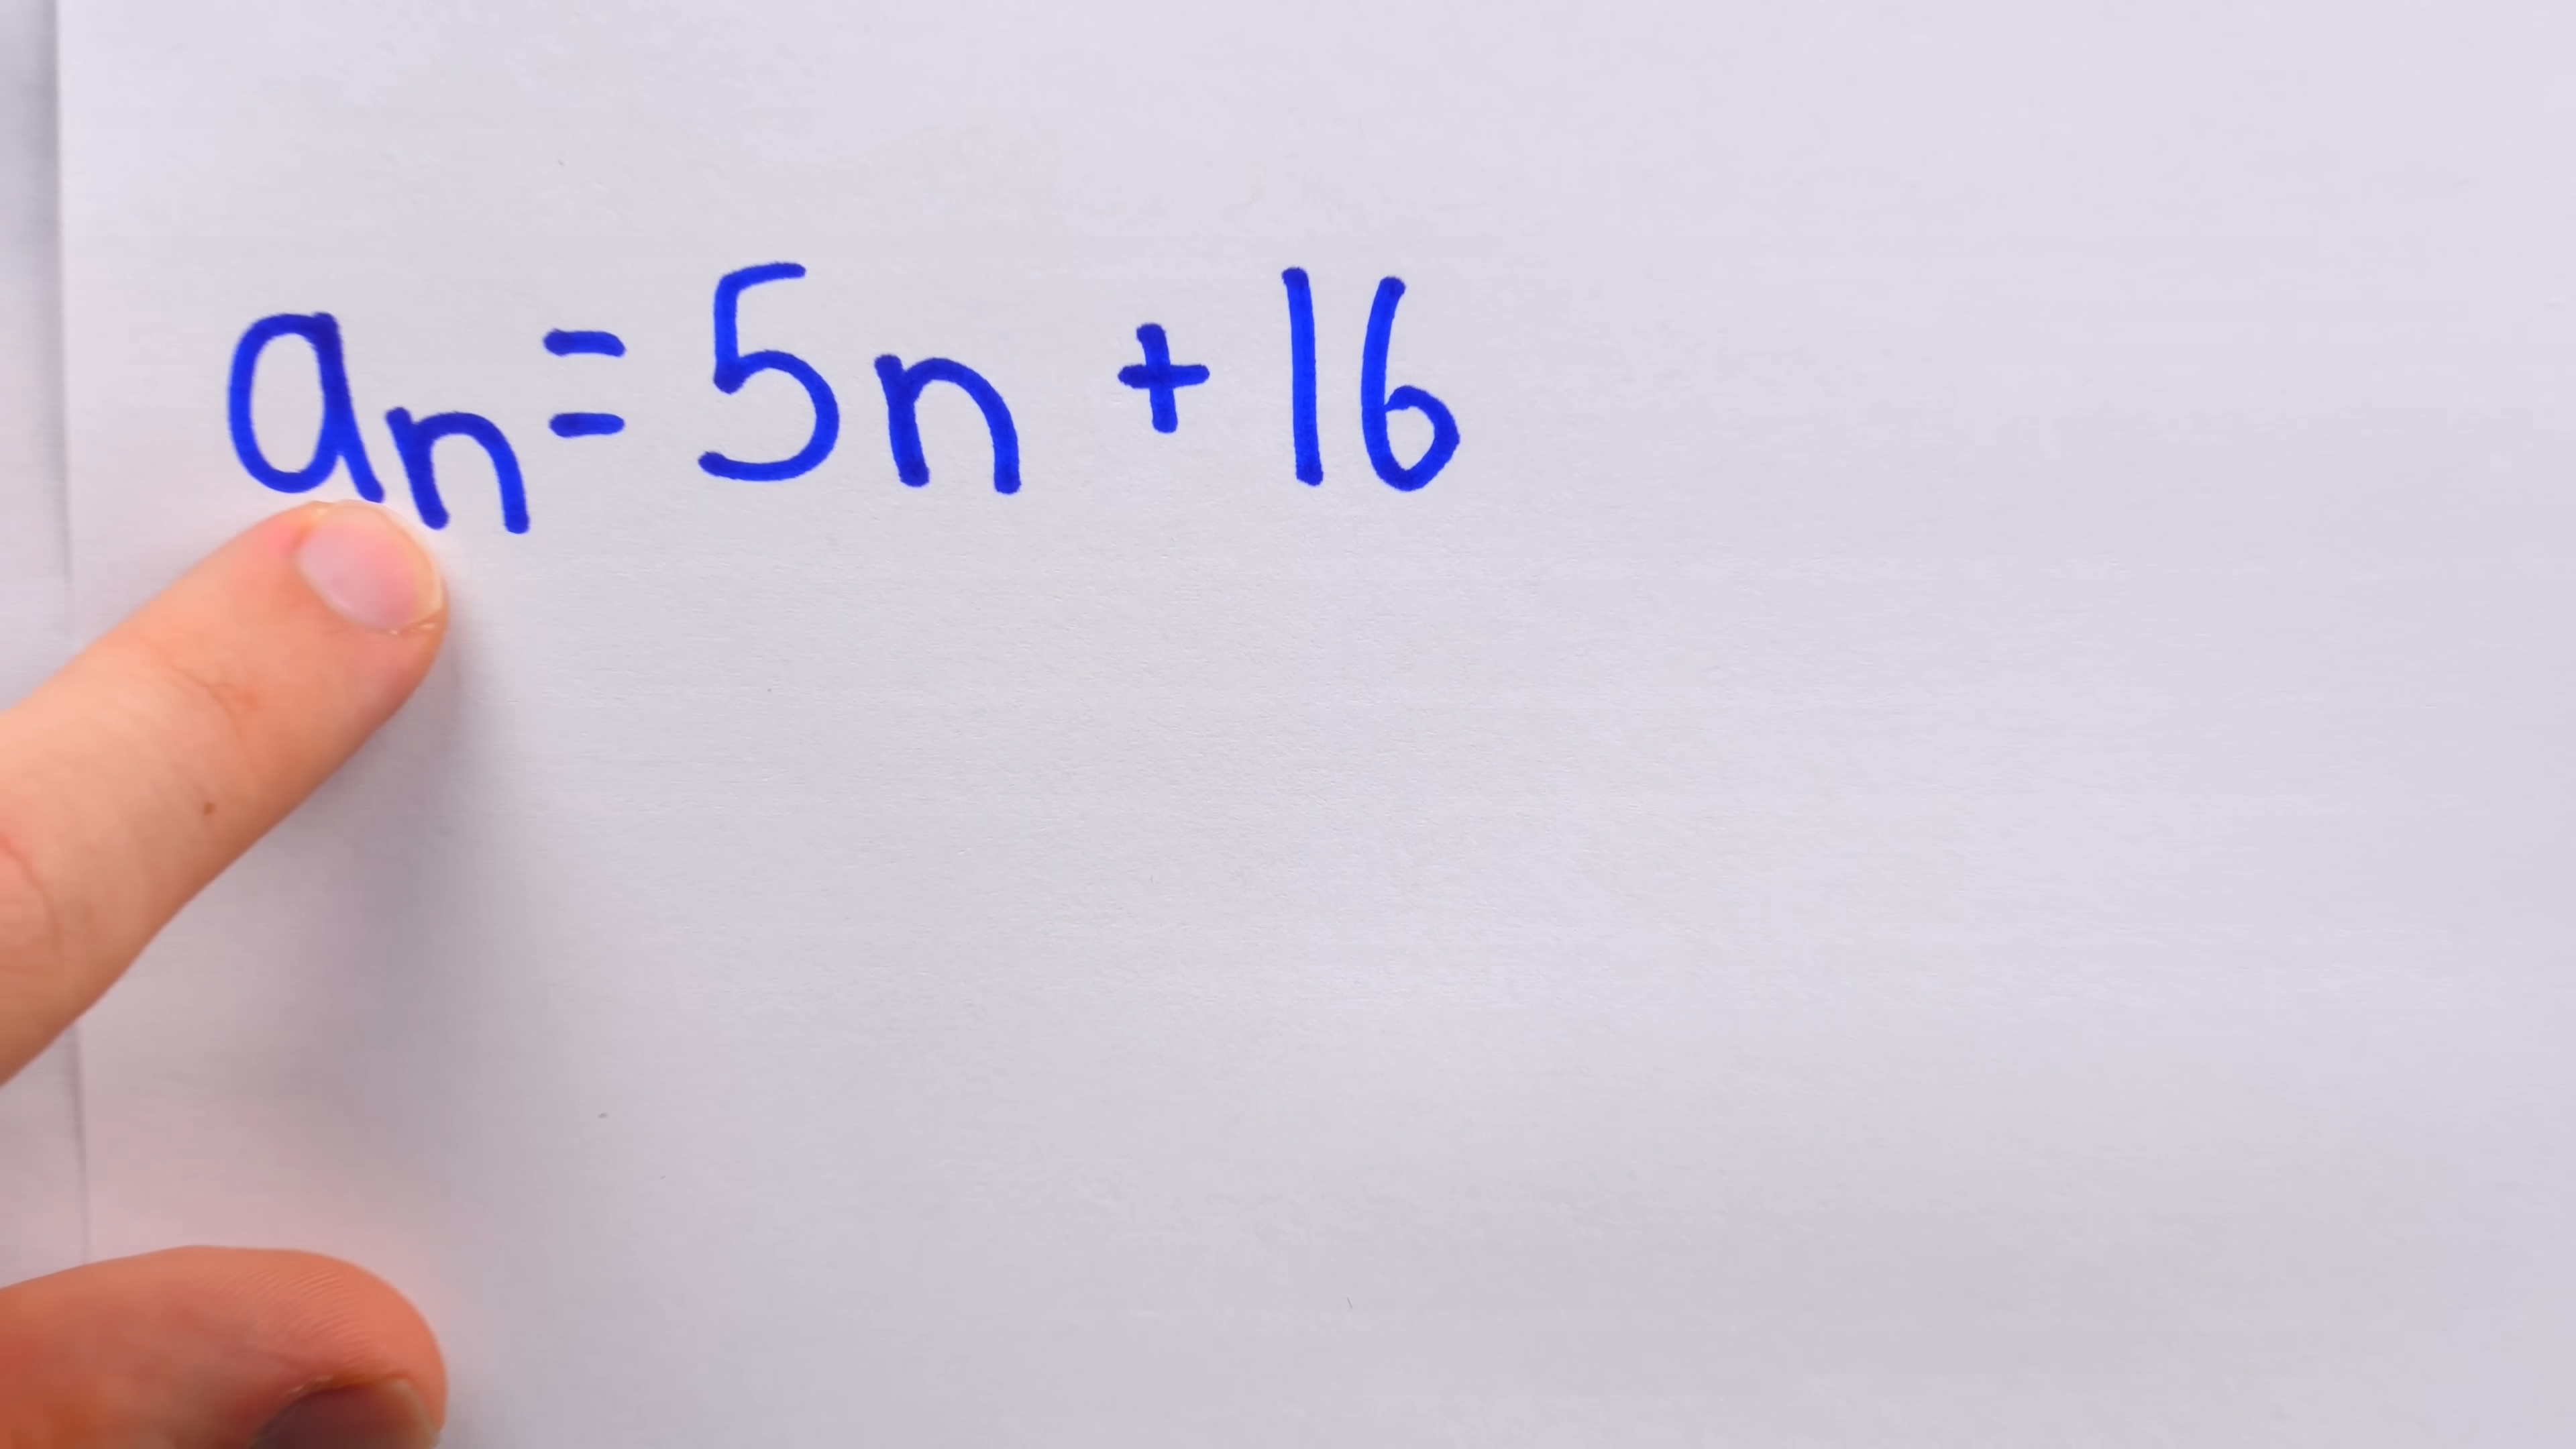 aₙ = 5n + 16